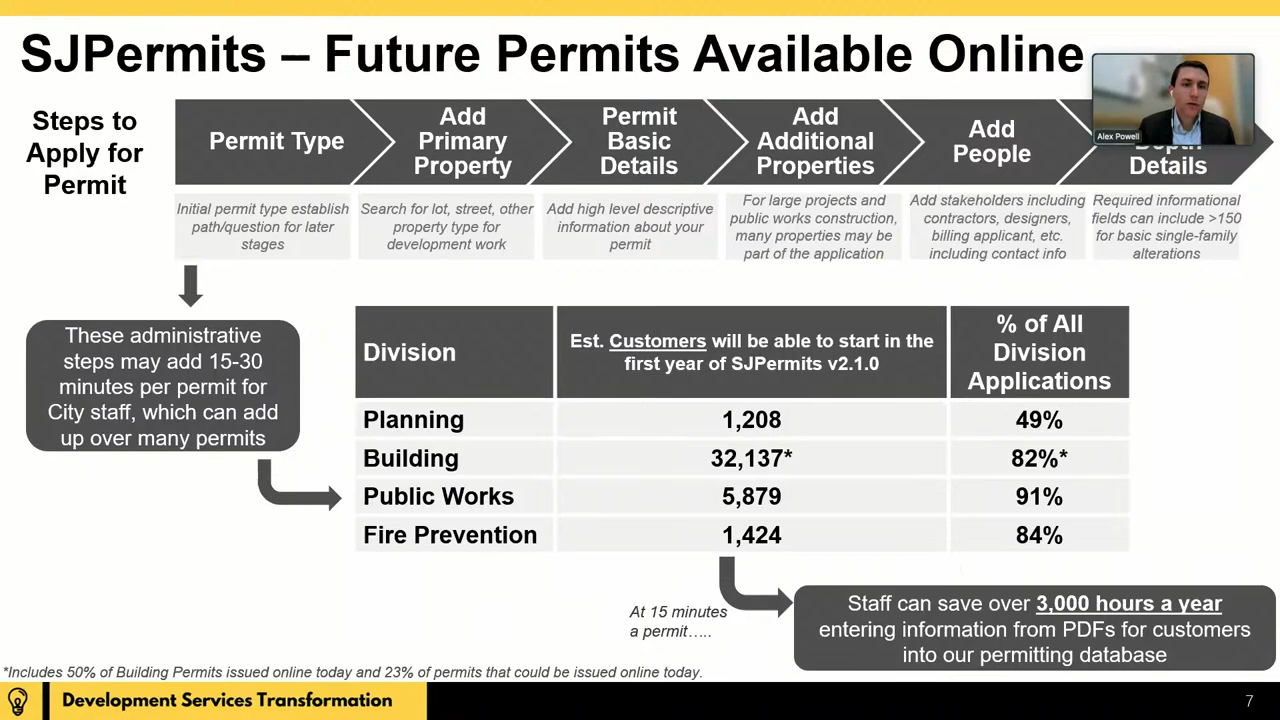 SJPermits – Future Permits Available Online
Alex Powell
Steps to
Apply for
Permit
Permit Type
Add
Primary
Property
Permit
Basic
Details
Add
Additional
Properties
Add
People
Depth
Details
Initial permit type establish
path/question for later
stages
Search for lot, street, other
property type for
development work
Add high level descriptive
information about your
permit
For large projects and
public works construction,
many properties may be
part of the application
Add stakeholders including
contractors, designers,
billing applicant, etc.
including contact info
Required informational
fields can include >150
for basic single-family
alterations
These administrative
steps may add 15-30
minutes per permit for
City staff, which can add
up over many permits
Division
Est. Customers will be able to start in the
first year of SJPermits v2.1.0
% of All
Division
Applications
Planning 1,208 49%
Building 32,137* 82%*
Public Works 5,879 91%
Fire Prevention 1,424 84%
At 15 minutes
a permit.....
Staff can save over 3,000 hours a year
entering information from PDFs for customers
into our permitting database
*Includes 50% of Building Permits issued online today and 23% of permits that could be issued online today.
Development Services Transformation
7